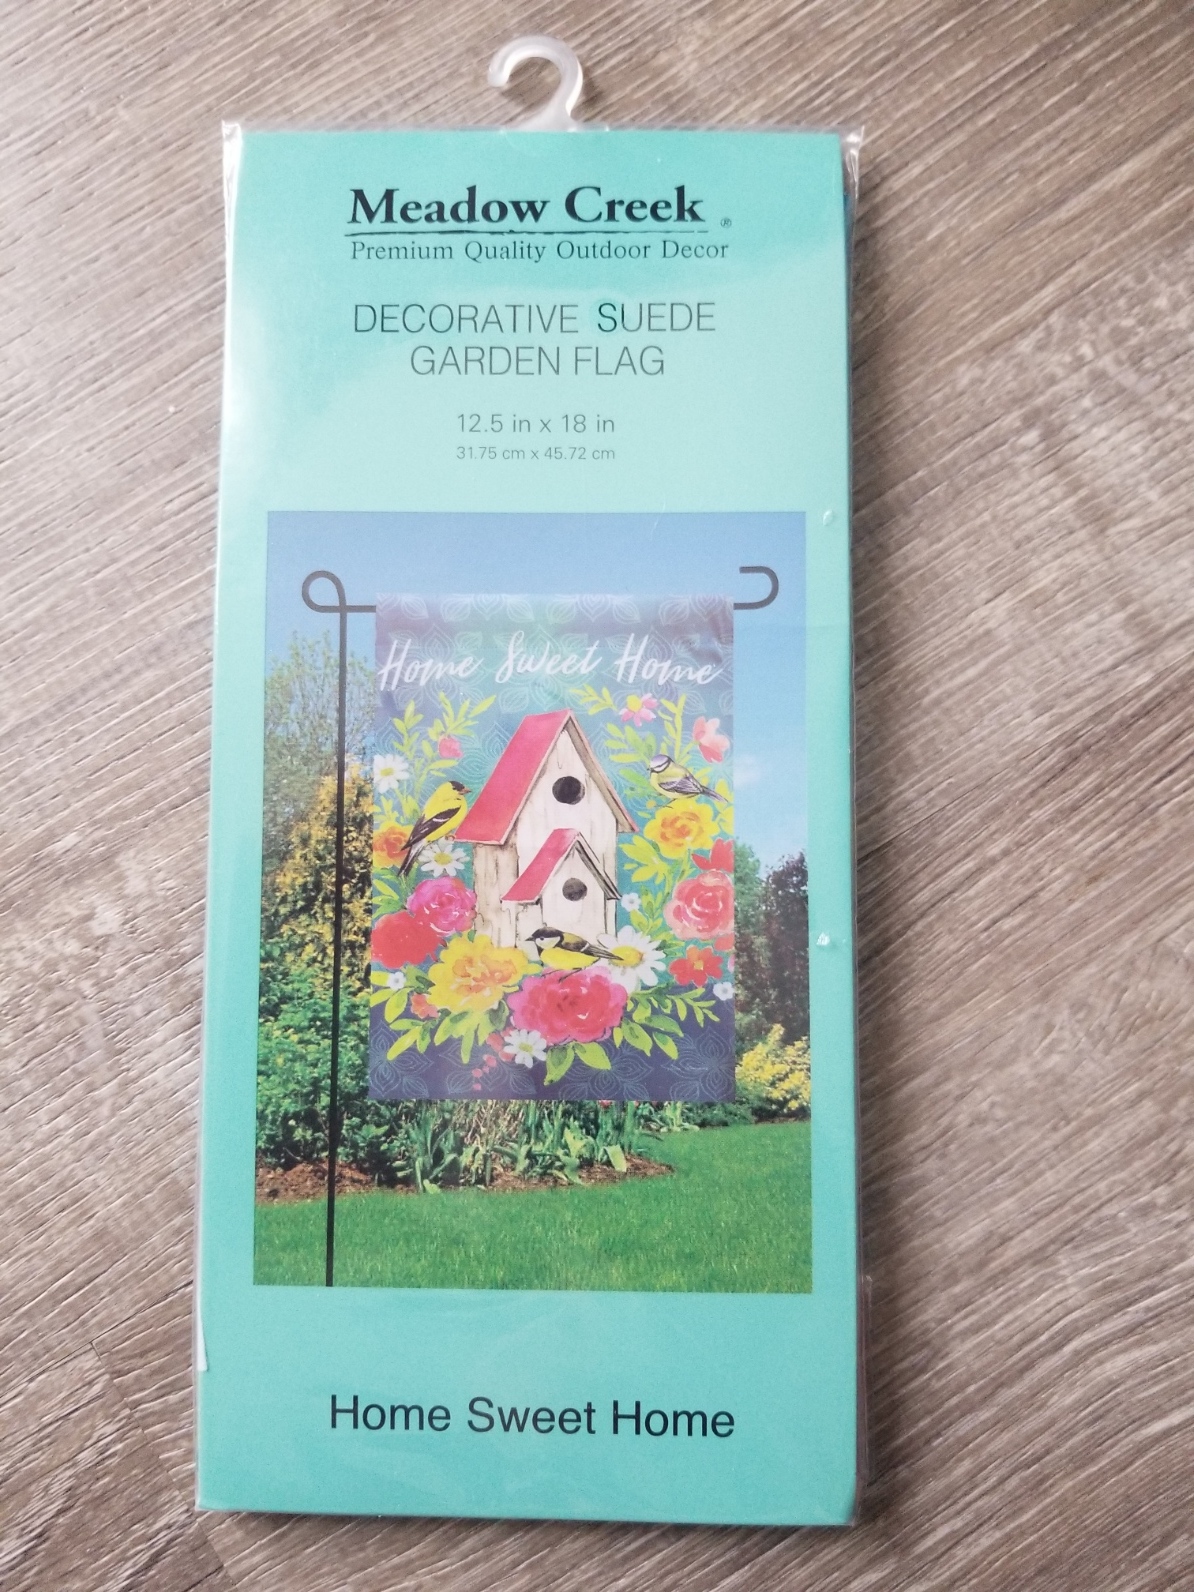 Meadow Creek ®
Premium Quality Outdoor Decor
DECORATIVE SUEDE
GARDEN FLAG
12.5 in x 18 in
31.75 cm x 45.72 cm
Home Sweet Home
Home Sweet Home